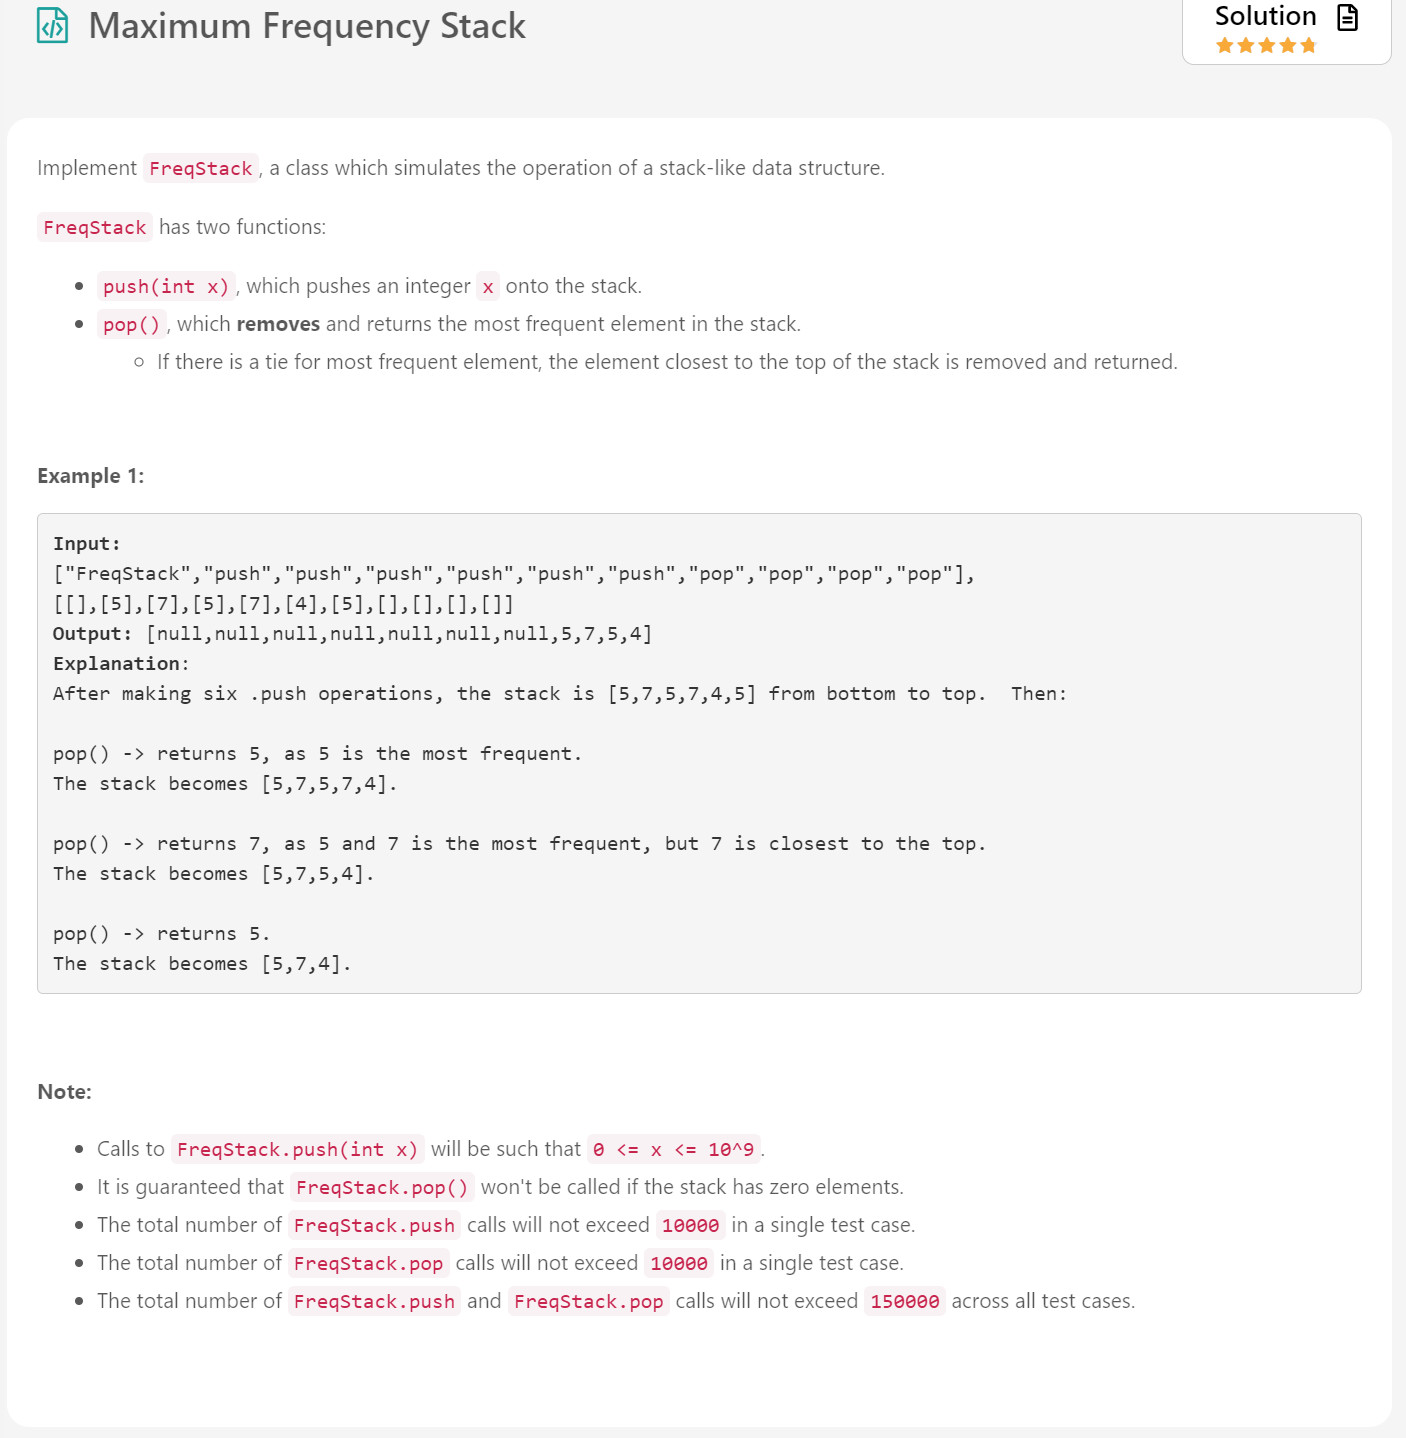 Maximum Frequency Stack
Solution
Implement FreqStack, a class which simulates the operation of a stack-like data structure.
FreqStack has two functions:
push(int x), which pushes an integer x onto the stack.
pop(), which removes and returns the most frequent element in the stack.
If there is a tie for most frequent element, the element closest to the top of the stack is removed and returned.
Example 1:
Input:
["FreqStack","push","push","push","push","push","push","pop","pop","pop","pop"],
[[],[5],[7],[5],[7],[4],[5],[],[],[],[]]
Output: [null,null,null,null,null,null,null,5,7,5,4]
Explanation:
After making six .push operations, the stack is [5,7,5,7,4,5] from bottom to top.  Then:
pop() -> returns 5, as 5 is the most frequent.
The stack becomes [5,7,5,7,4].
pop() -> returns 7, as 5 and 7 is the most frequent, but 7 is closest to the top.
The stack becomes [5,7,5,4].
pop() -> returns 5.
The stack becomes [5,7,4].
Note:
Calls to FreqStack.push(int x) will be such that 0 <= x <= 10^9.
It is guaranteed that FreqStack.pop() won't be called if the stack has zero elements.
The total number of FreqStack.push calls will not exceed 10000 in a single test case.
The total number of FreqStack.pop calls will not exceed 10000 in a single test case.
The total number of FreqStack.push and FreqStack.pop calls will not exceed 150000 across all test cases.